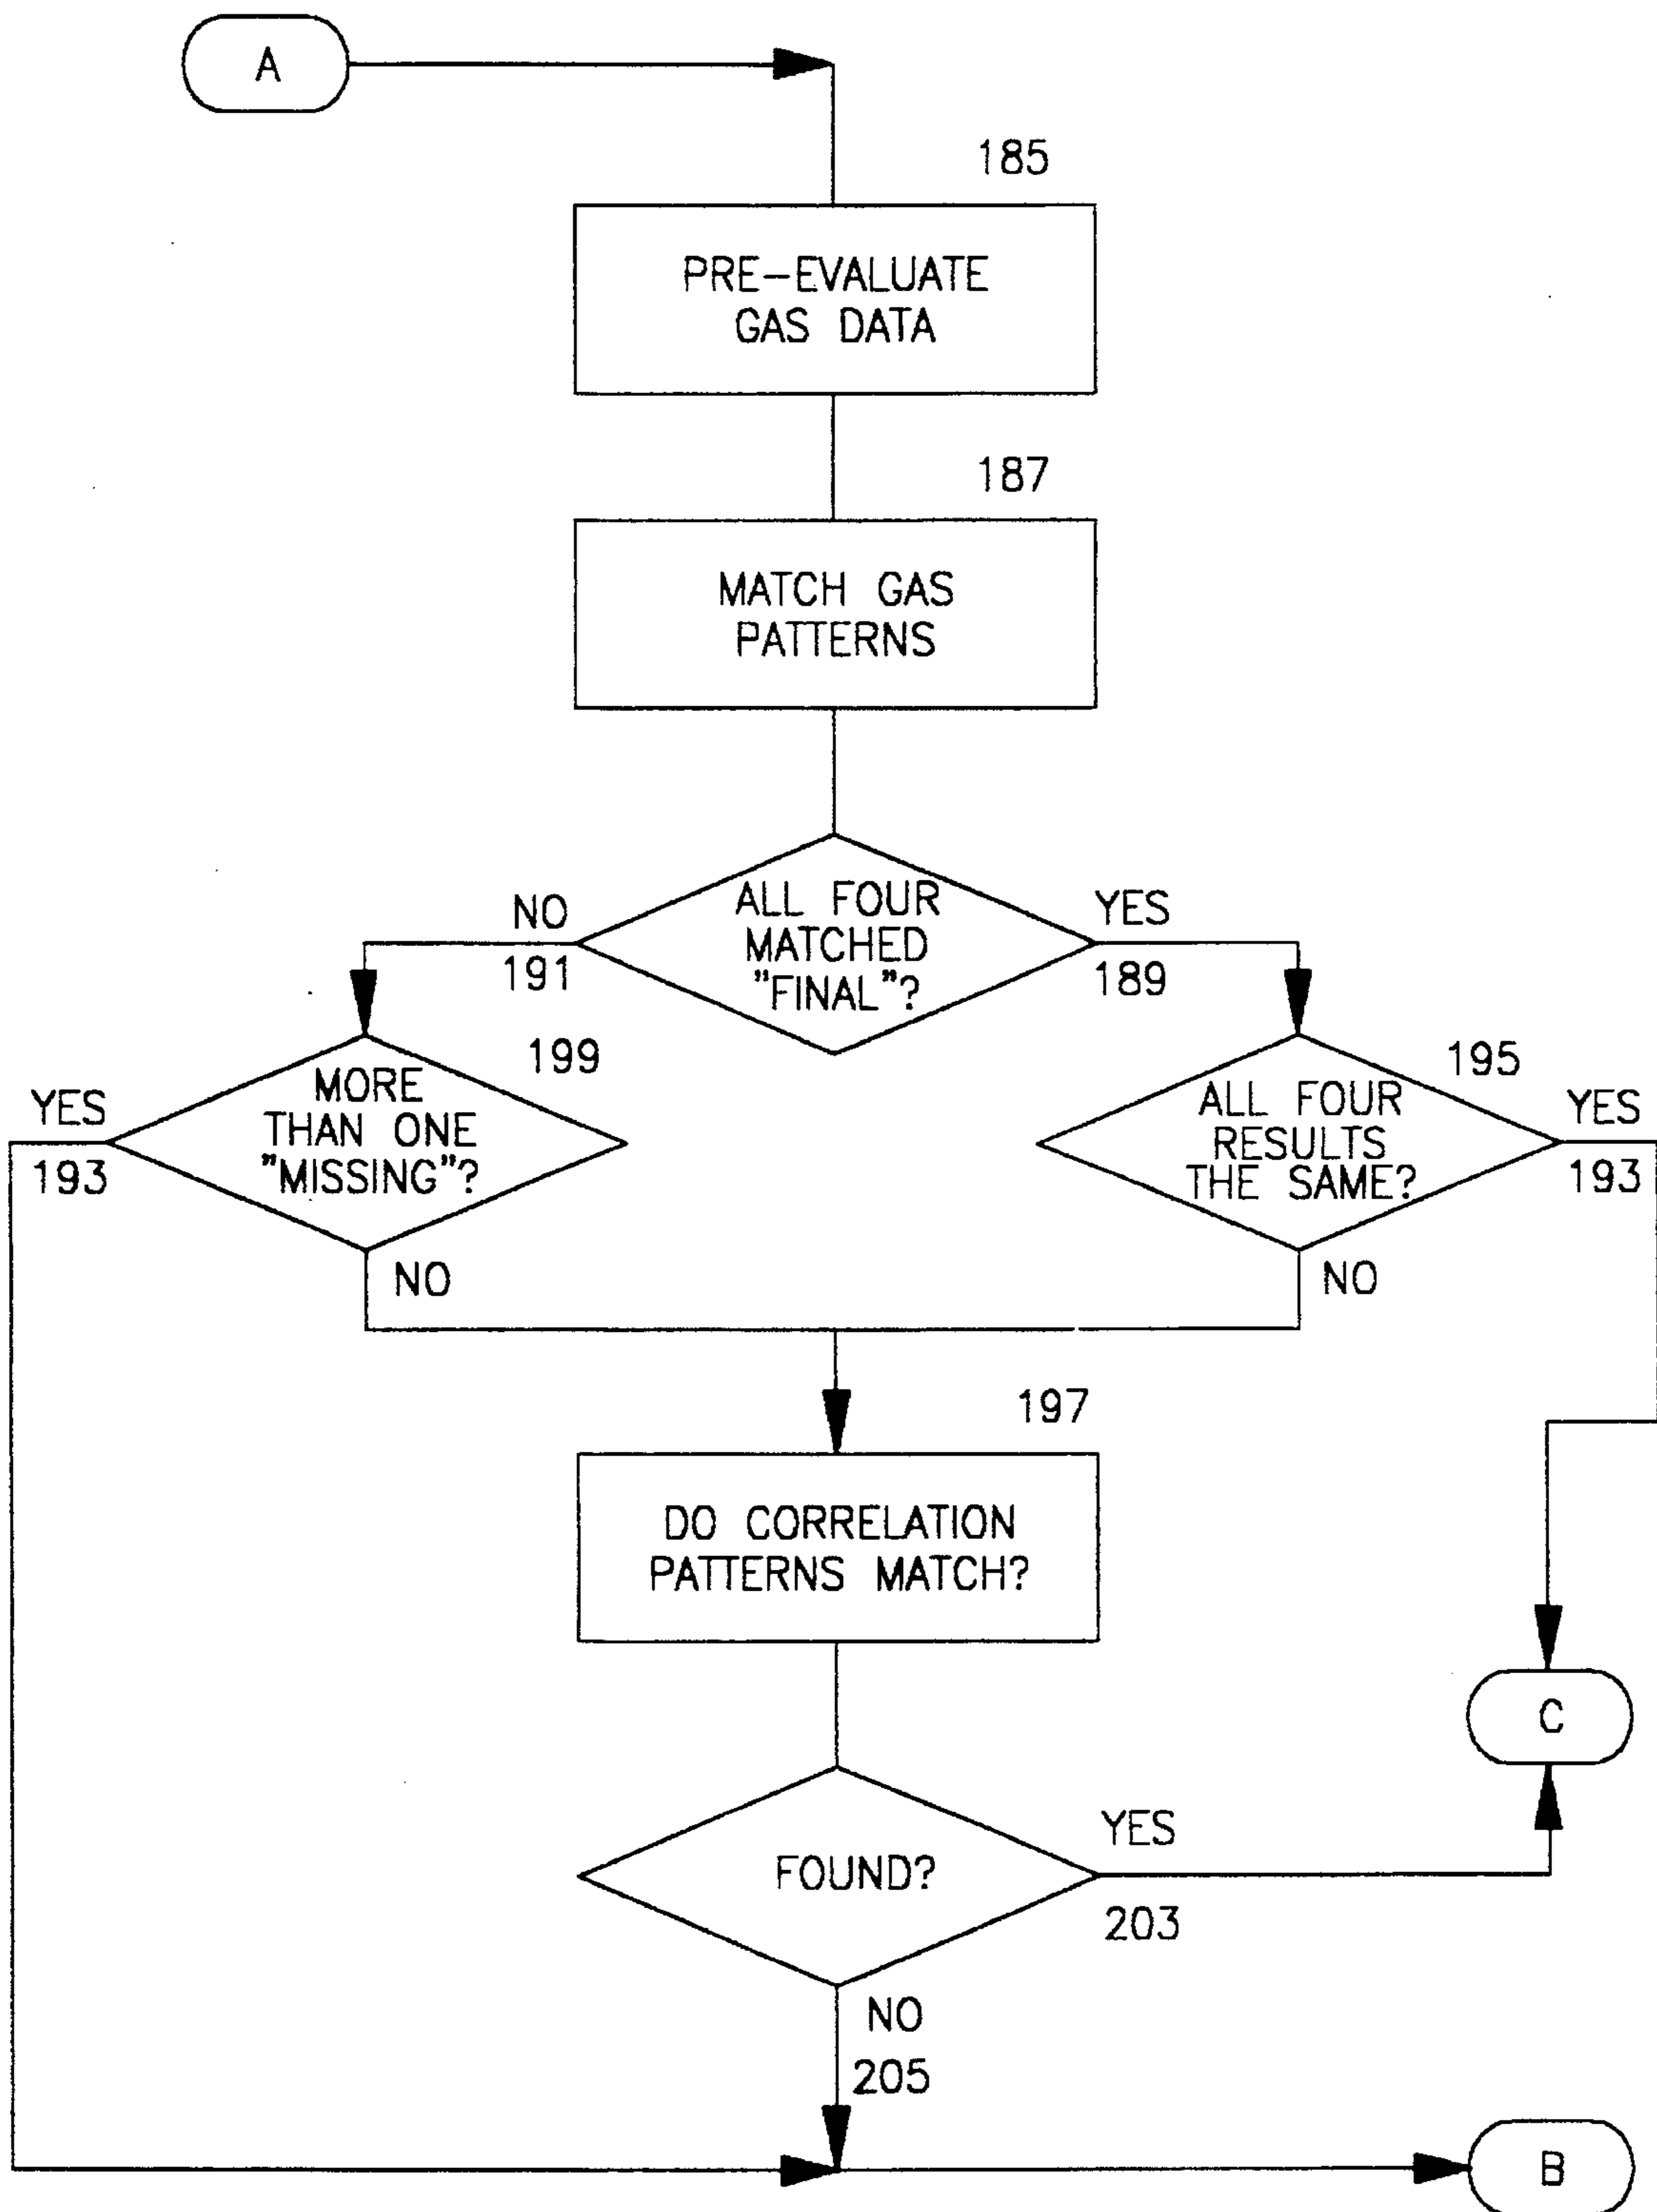 A
185
PRE-EVALUATE
GAS DATA
187
MATCH GAS
PATTERNS
ALL FOUR
MATCHED
"FINAL"?
NO
191
YES
189
199
MORE
THAN ONE
"MISSING"?
YES
193
NO
195
ALL FOUR
RESULTS
THE SAME?
YES
193
NO
197
DO CORRELATION
PATTERNS MATCH?
C
FOUND?
YES
203
NO
205
B